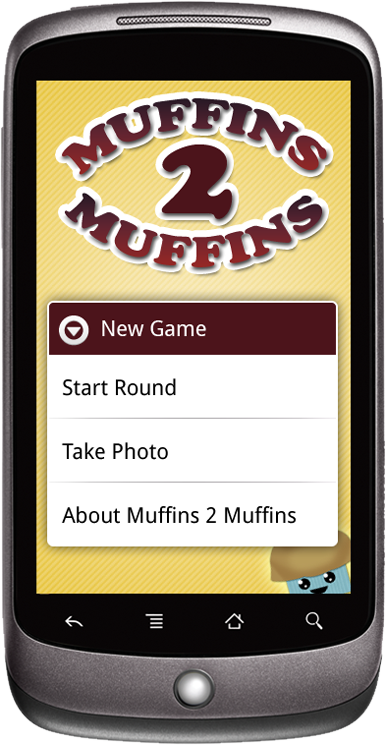 MUFFINS
2
MUFFINS
New Game
Start Round
Take Photo
About Muffins 2 Muffins